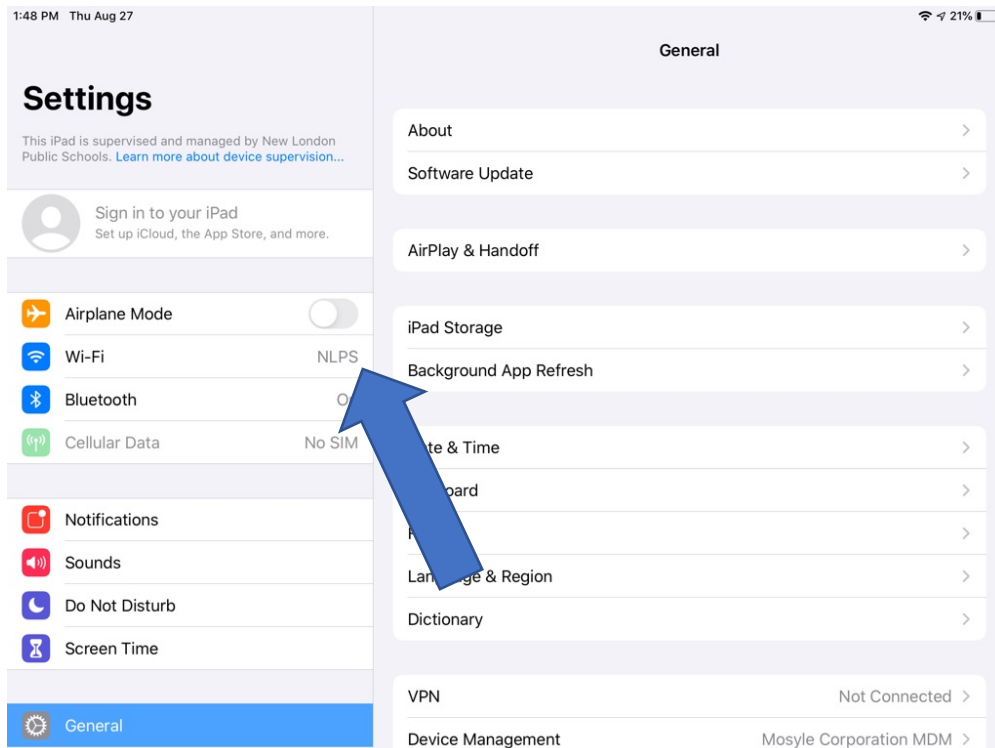 1:48 PM Thu Aug 27
21%
Settings
This iPad is supervised and managed by New London
Public Schools. Learn more about device supervision...
Sign in to your iPad
Set up iCloud, the App Store, and more.
Airplane Mode
Wi-Fi NLPS
Bluetooth
Cellular Data No SIM
Notifications
Sounds
Do Not Disturb
Screen Time
General
General
About
Software Update
AirPlay & Handoff
iPad Storage
Background App Refresh
& Time
& Region
Dictionary
VPN Not Connected
Device Management Mosyle Corporation MDM